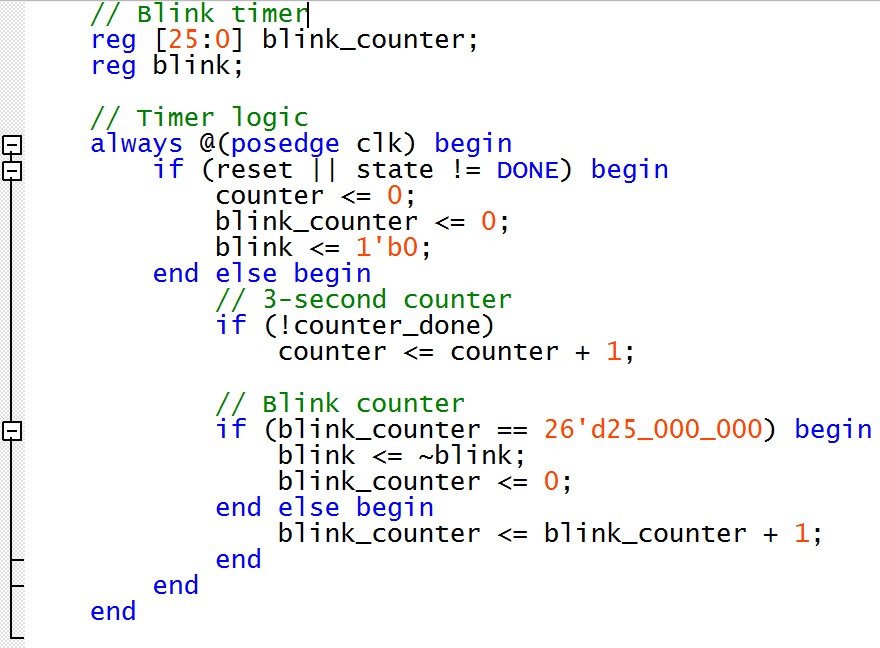 // Blink timer
reg [25:0] blink_counter;
reg blink;

// Timer logic
always @(posedge clk) begin
    if (reset || state != DONE) begin
        counter <= 0;
        blink_counter <= 0;
        blink <= 1'b0;
    end else begin
        // 3-second counter
        if (!counter_done)
            counter <= counter + 1;

        // Blink counter
        if (blink_counter == 26'd25_000_000) begin
            blink <= ~blink;
            blink_counter <= 0;
        end else begin
            blink_counter <= blink_counter + 1;
        end
    end
end